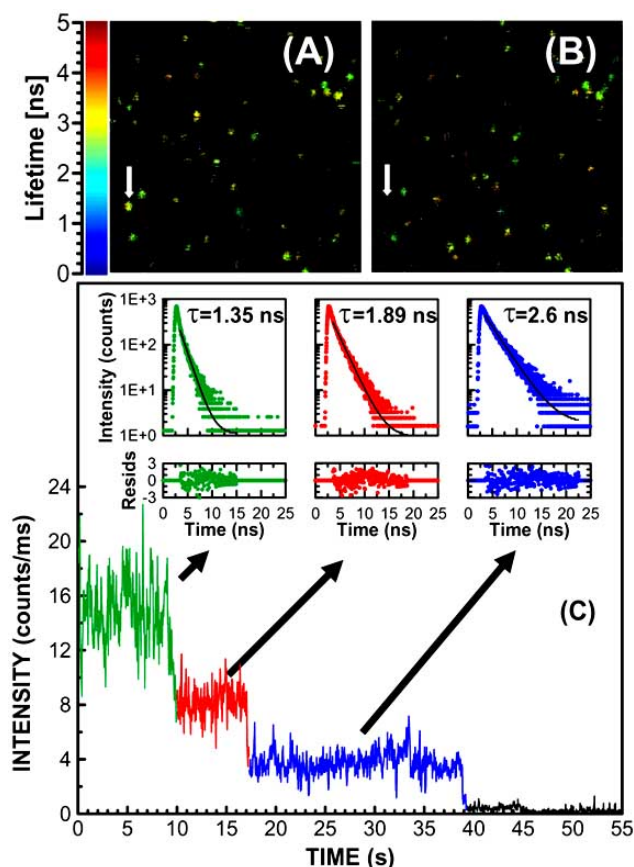 (A)
(B)
Lifetime [ns]
5
4
3
2
1
0
Intensity (counts)
1E+3
1E+2
1E+1
1E+0
τ=1.35 ns
τ=1.89 ns
τ=2.6 ns
Resids
3
0
-3
0 5 10 15 20 25
0 5 10 15 20 25
0 5 10 15 20 25
Time (ns)
Time (ns)
Time (ns)
(C)
INTENSITY (counts/ms)
24
20
16
12
8
4
0
0 5 10 15 20 25 30 35 40 45 50 55
TIME (s)